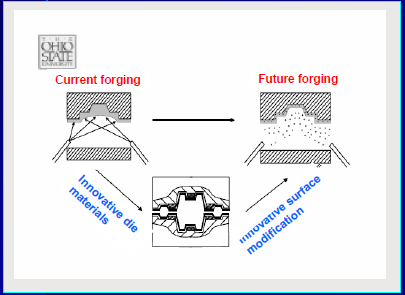 THE
OHIO
STATE
UNIVERSITY
Current forging
Future forging
Innovative die
materials
Innovative surface
modification